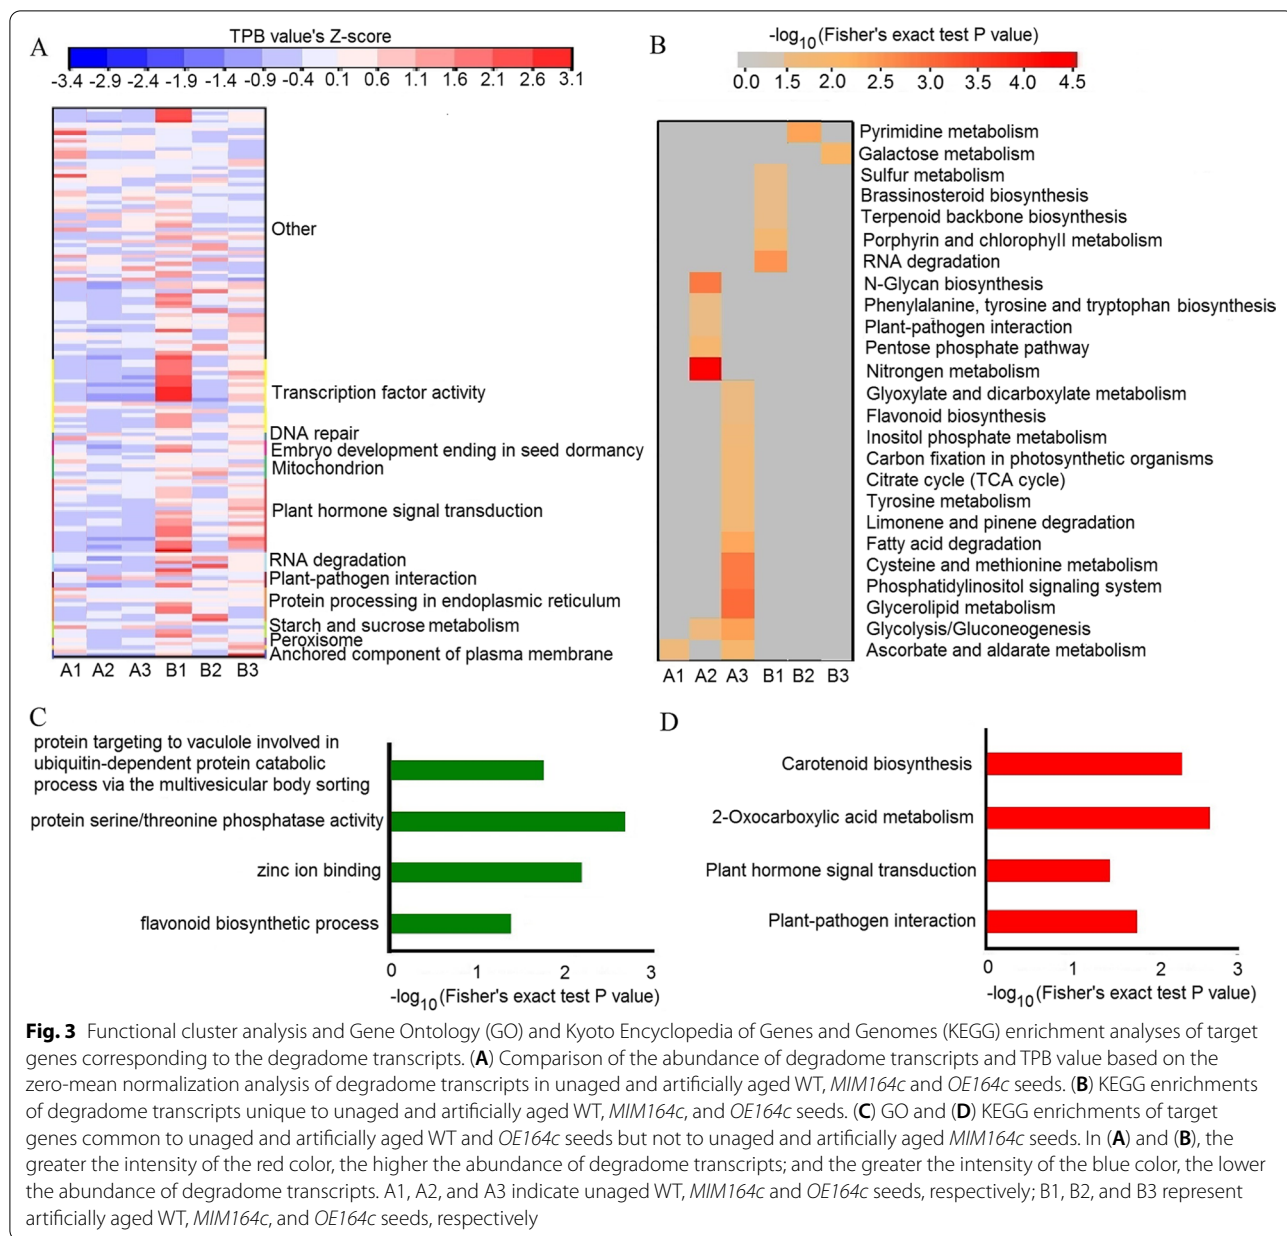 A
TPB value's Z-score
-3.4 -2.9 -2.4 -1.9 -1.4 -0.9 -0.4 0.1 0.6 1.1 1.6 2.1 2.6 3.1
Other
Transcription factor activity
DNA repair
Embryo development ending in seed dormancy
Mitochondrion
Plant hormone signal transduction
RNA degradation
Plant-pathogen interaction
Protein processing in endoplasmic reticulum
Starch and sucrose metabolism
Peroxisome
Anchored component of plasma membrane
A1 A2 A3 B1 B2 B3
B
-log10(Fisher's exact test P value)
0.0 1.5 2.0 2.5 3.0 3.5 4.0 4.5
Pyrimidine metabolism
Galactose metabolism
Sulfur metabolism
Brassinosteroid biosynthesis
Terpenoid backbone biosynthesis
Porphyrin and chlorophyll metabolism
RNA degradation
N-Glycan biosynthesis
Phenylalanine, tyrosine and tryptophan biosynthesis
Plant-pathogen interaction
Pentose phosphate pathway
Nitrongen metabolism
Glyoxylate and dicarboxylate metabolism
Flavonoid biosynthesis
Inositol phosphate metabolism
Carbon fixation in photosynthetic organisms
Citrate cycle (TCA cycle)
Tyrosine metabolism
Limonene and pinene degradation
Fatty acid degradation
Cysteine and methionine metabolism
Phosphatidylinositol signaling system
Glycerolipid metabolism
Glycolysis/Gluconeogenesis
Ascorbate and aldarate metabolism
A1 A2 A3 B1 B2 B3
C
protein targeting to vaculole involved in
ubiquitin-dependent protein catabolic
process via the multivesicular body sorting
protein serine/threonine phosphatase activity
zinc ion binding
flavonoid biosynthetic process
0 1 2 3
-log10(Fisher's exact test P value)
D
Carotenoid biosynthesis
2-Oxocarboxylic acid metabolism
Plant hormone signal transduction
Plant-pathogen interaction
0 1 2 3
-log10(Fisher's exact test P value)
Fig. 3 Functional cluster analysis and Gene Ontology (GO) and Kyoto Encyclopedia of Genes and Genomes (KEGG) enrichment analyses of target
genes corresponding to the degradome transcripts. (A) Comparison of the abundance of degradome transcripts and TPB value based on the
zero-mean normalization analysis of degradome transcripts in unaged and artificially aged WT, MIM164c and OE164c seeds. (B) KEGG enrichments
of degradome transcripts unique to unaged and artificially aged WT, MIM164c, and OE164c seeds. (C) GO and (D) KEGG enrichments of target
genes common to unaged and artificially aged WT and OE164c seeds but not to unaged and artificially aged MIM164c seeds. In (A) and (B), the
greater the intensity of the red color, the higher the abundance of degradome transcripts; and the greater the intensity of the blue color, the lower
the abundance of degradome transcripts. A1, A2, and A3 indicate unaged WT, MIM164c and OE164c seeds, respectively; B1, B2, and B3 represent
artificially aged WT, MIM164c, and OE164c seeds, respectively